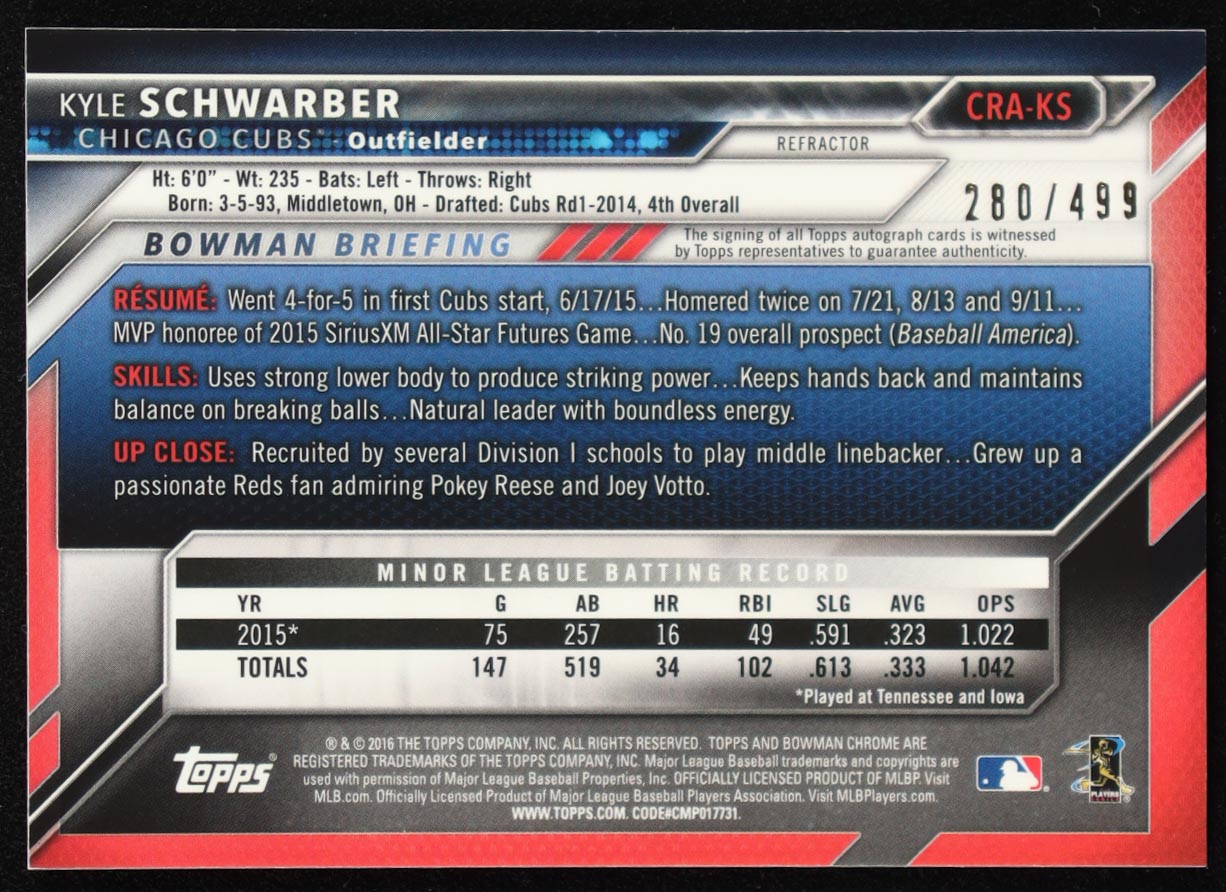 KYLE SCHWARBER
CRA-KS
CHICAGO CUBS - Outfielder
REFRACTOR
Ht: 6'0" - Wt: 235 - Bats: Left - Throws: Right
Born: 3-5-93, Middletown, OH - Drafted: Cubs Rd1-2014, 4th Overall
280/499
BOWMAN BRIEFING
The signing of all Topps autograph cards is witnessed
by Topps representatives to guarantee authenticity.
RÉSUMÉ: Went 4-for-5 in first Cubs start, 6/17/15...Homered twice on 7/21, 8/13 and 9/11...
MVP honoree of 2015 SiriusXM All-Star Futures Game...No. 19 overall prospect (Baseball America).
SKILLS: Uses strong lower body to produce striking power...Keeps hands back and maintains
balance on breaking balls...Natural leader with boundless energy.
UP CLOSE: Recruited by several Division I schools to play middle linebacker...Grew up a
passionate Reds fan admiring Pokey Reese and Joey Votto.
MINOR LEAGUE BATTING RECORD
YR G AB HR RBI SLG AVG OPS
2015* 75 257 16 49 .591 .323 1.022
TOTALS 147 519 34 102 .613 .333 1.042
*Played at Tennessee and Iowa
Topps®
® & © 2016 THE TOPPS COMPANY, INC. ALL RIGHTS RESERVED. TOPPS AND BOWMAN CHROME ARE
REGISTERED TRADEMARKS OF THE TOPPS COMPANY, INC. Major League Baseball trademarks and copyrights are
used with permission of Major League Baseball Properties, Inc. OFFICIALLY LICENSED PRODUCT OF MLBP. Visit
MLB.com. Officially Licensed Product of Major League Baseball Players Association. Visit MLBPlayers.com.
WWW.TOPPS.COM. CODE#CMP017731.
PLAYERS